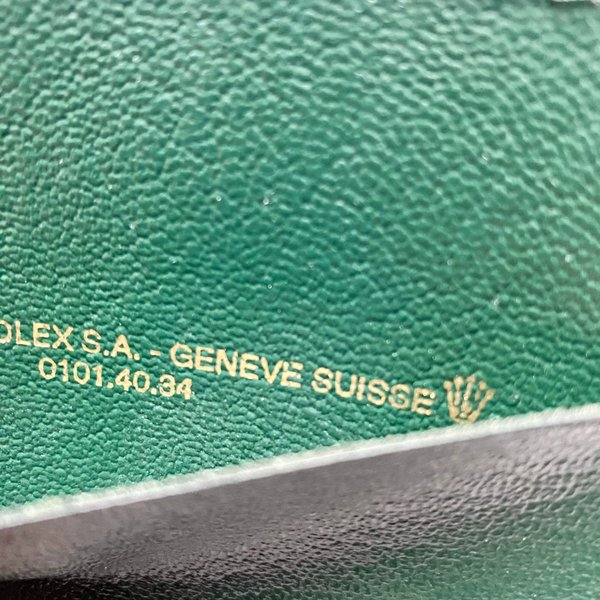 OLEX S.A. - GENEVE SUISSE
0101.40.34